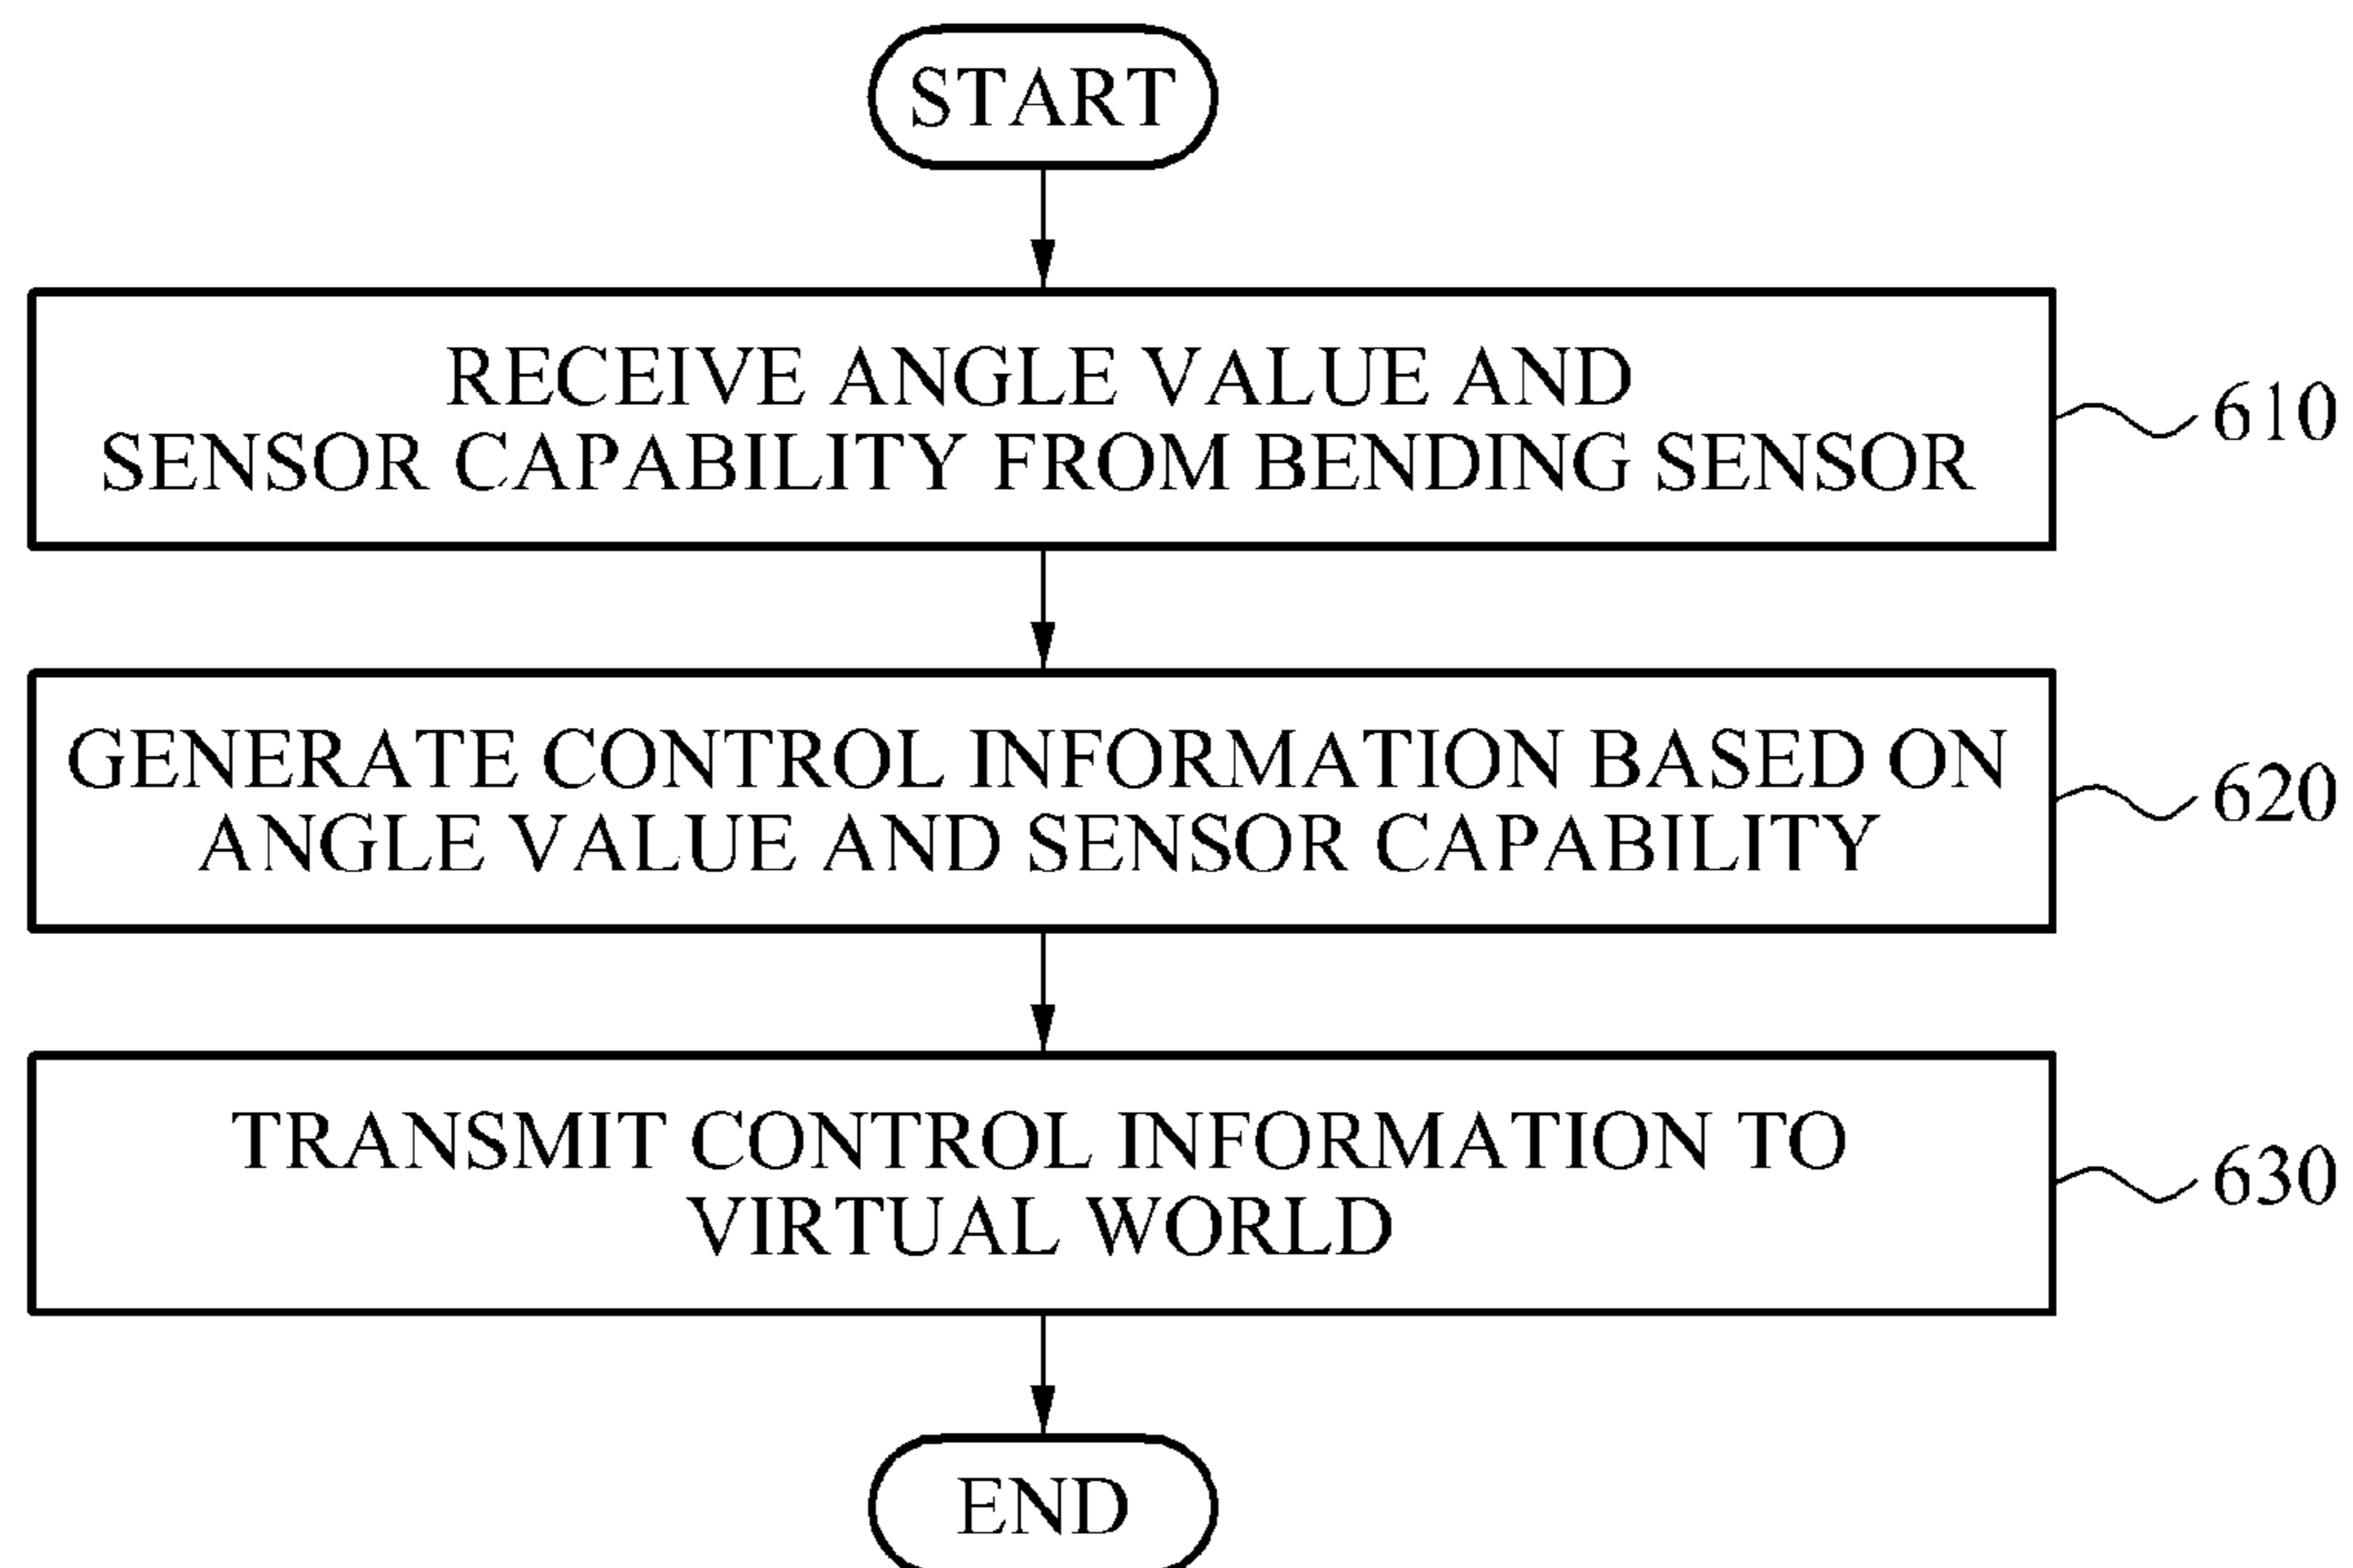 START
RECEIVE ANGLE VALUE AND
SENSOR CAPABILITY FROM BENDING SENSOR
610
GENERATE CONTROL INFORMATION BASED ON
ANGLE VALUE AND SENSOR CAPABILITY
620
TRANSMIT CONTROL INFORMATION TO
VIRTUAL WORLD
630
END